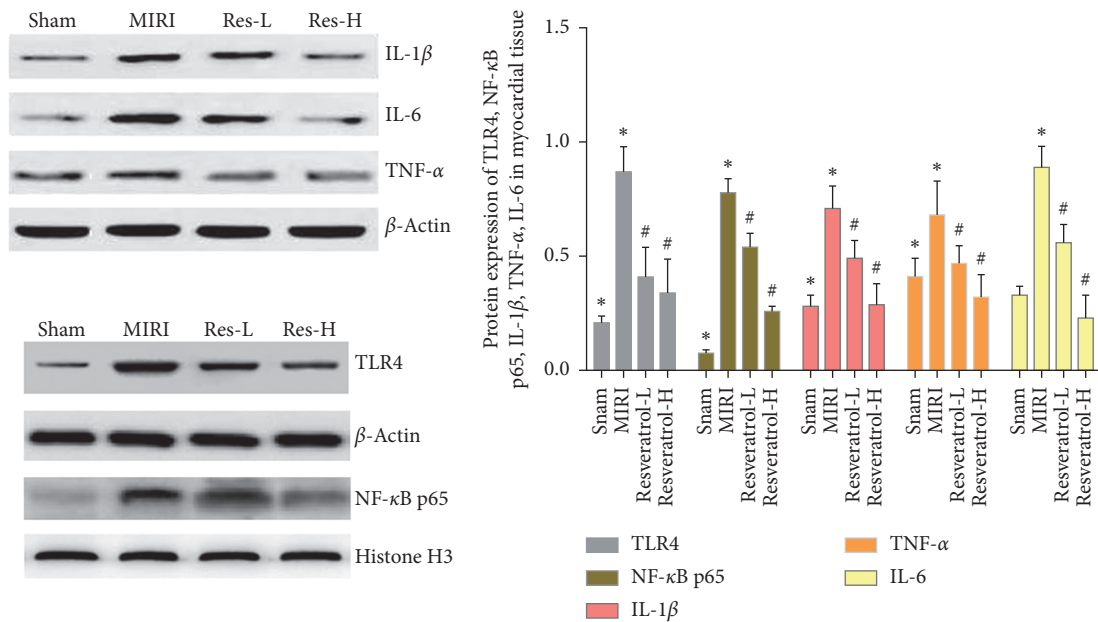 Sham MIRI Res-L Res-H
IL-1β
IL-6
TNF-α
β-Actin
Sham MIRI Res-L Res-H
TLR4
β-Actin
NF-κB p65
Histone H3
Protein expression of TLR4, NF-κB
p65, IL-1β, TNF-α, IL-6 in myocardial tissue
1.5
1.0
0.5
0.0
* * # #
* * # #
* * # #
* * # #
* # #
Snam MIRI Resveratrol-L Resveratrol-H
Snam MIRI Resveratrol-L Resveratrol-H
Snam MIRI Resveratrol-L Resveratrol-H
Snam MIRI Resveratrol-L Resveratrol-H
Snam MIRI Resveratrol-L Resveratrol-H
TLR4
NF-κB p65
IL-1β
TNF-α
IL-6